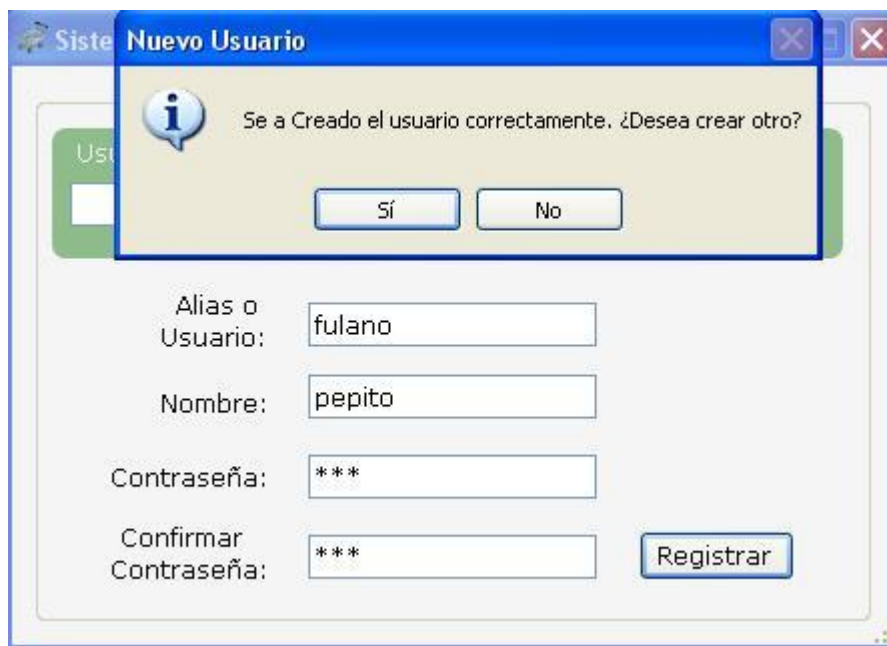 Nuevo Usuario
Se a Creado el usuario correctamente. ¿Desea crear otro?
Sí
No
Alias o
Usuario:
fulano
Nombre:
pepito
Contraseña:
***
Confirmar
Contraseña:
***
Registrar